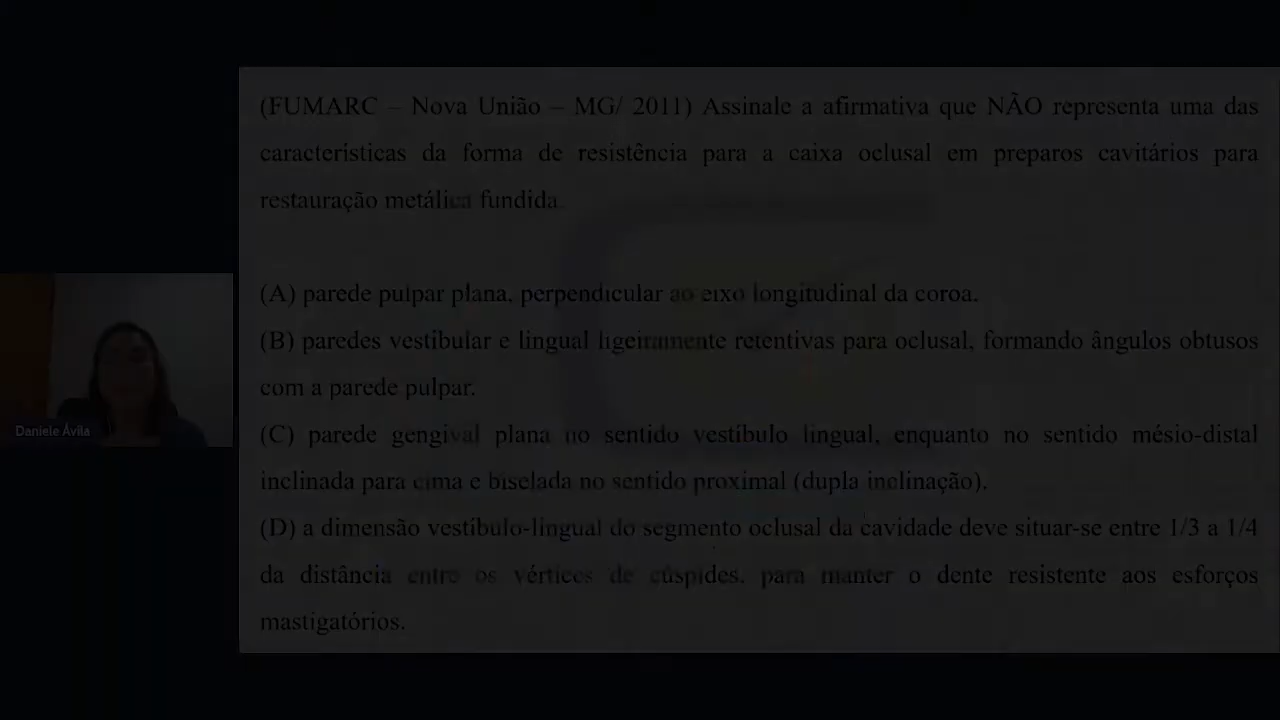 (FUMARC – Nova União – MG/ 2011) Assinale a afirmativa que NÃO representa uma das
características da forma de resistência para a caixa oclusal em preparos cavitários para
restauração metálica fundida.
(A) parede pulpar plana, perpendicular ao eixo longitudinal da coroa.
(B) paredes vestíbular e lingual ligeiramente retentivas para oclusal, formando ângulos obtusos
com a parede pulpar.
(C) parede gengival plana no sentido vestíbulo lingual, enquanto no sentido mésio-distal
inclinada para cima e biselada no sentido proximal (dupla inclinação).
(D) a dimensão vestíbulo-lingual do segmento oclusal da cavidade deve situar-se entre 1/3 a 1/4
da distância entre os vértices de cúspides, para manter o dente resistente aos esforços
mastigatórios.
Daniele Ávila